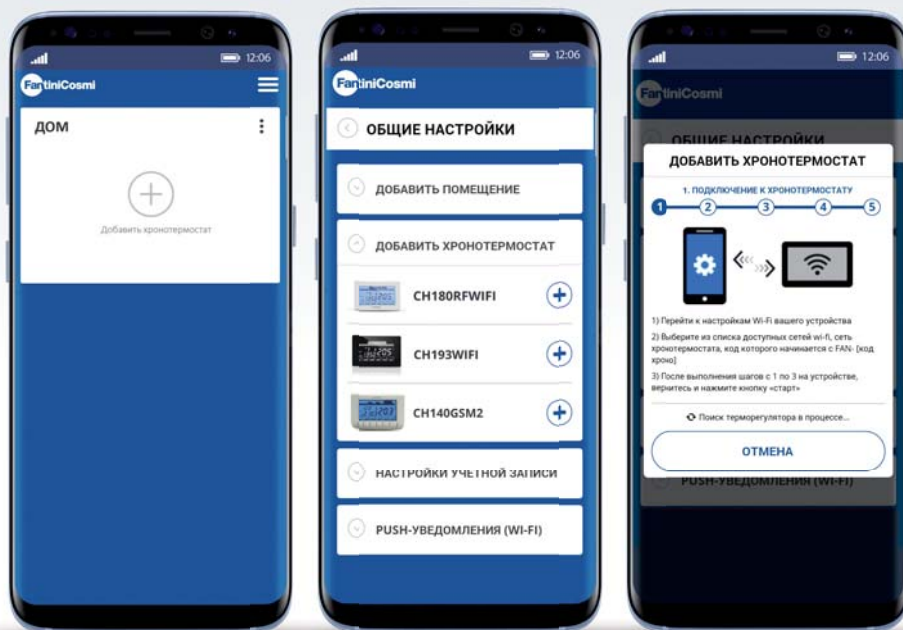 12:06
FantiniCosmi
ДОМ
Добавить хронотермостат
12:06
FantiniCosmi
ОБЩИЕ НАСТРОЙКИ
ДОБАВИТЬ ПОМЕЩЕНИЕ
ДОБАВИТЬ ХРОНОТЕРМОСТАТ
CH180RFWIFI
CH193WIFI
CH140GSM2
НАСТРОЙКИ УЧЕТНОЙ ЗАПИСИ
PUSH-УВЕДОМЛЕНИЯ (WI-FI)
12:06
FantiniCosmi
ОБЩИЕ НАСТРОЙКИ
ДОБАВИТЬ ХРОНОТЕРМОСТАТ
1. ПОДКЛЮЧЕНИЕ К ХРОНОТЕРМОСТАТУ
1 2 3 4 5
1) Перейти к настройкам Wi-Fi вашего устройства
2) Выберите из списка доступных сетей wi-fi, сеть
хронотермостата, код которого начинается с FAN- [код
хроно]
3) После выполнения шагов с 1 по 3 на устройстве,
вернитесь и нажмите кнопку «старт»
Поиск терморегулятора в процессе...
ОТМЕНА
PUSH-УВЕДОМЛЕНИЯ (WI-FI)